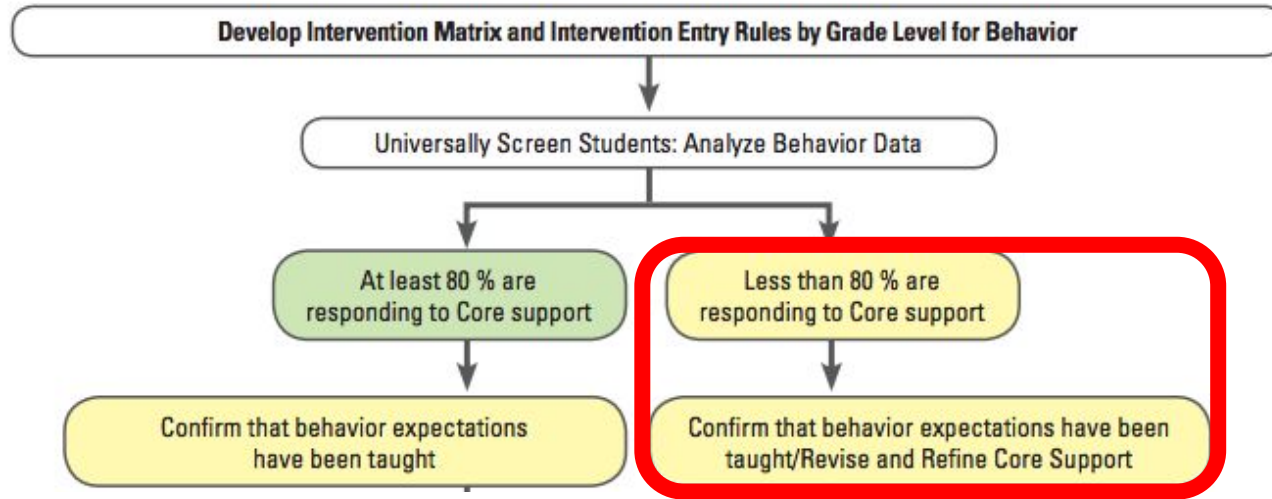 Develop Intervention Matrix and Intervention Entry Rules by Grade Level for Behavior
Universally Screen Students: Analyze Behavior Data
At least 80 % are
responding to Core support
Less than 80 % are
responding to Core support
Confirm that behavior expectations
have been taught
Confirm that behavior expectations have been
taught/Revise and Refine Core Support